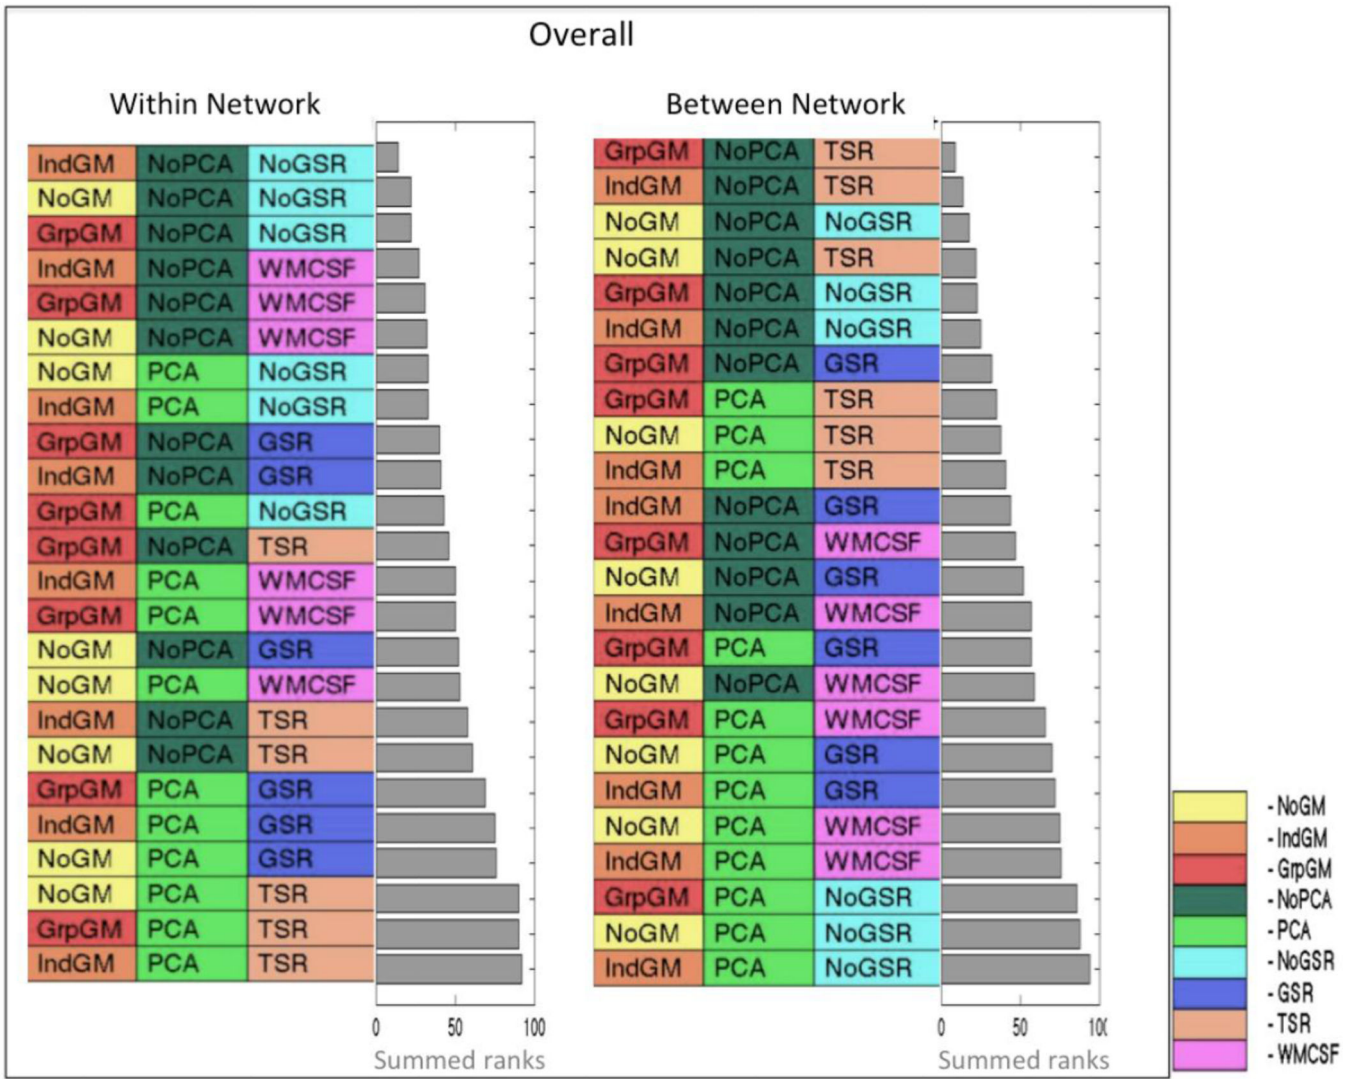 Overall
Within Network
IndGM NoPCA NoGSR
NoGM NoPCA NoGSR
GrpGM NoPCA NoGSR
IndGM NoPCA WMCSF
GrpGM NoPCA WMCSF
NoGM NoPCA WMCSF
NoGM PCA NoGSR
IndGM PCA NoGSR
GrpGM NoPCA GSR
IndGM NoPCA GSR
GrpGM PCA NoGSR
GrpGM NoPCA TSR
IndGM PCA WMCSF
GrpGM PCA WMCSF
NoGM NoPCA GSR
NoGM PCA WMCSF
IndGM NoPCA TSR
NoGM NoPCA TSR
GrpGM PCA GSR
IndGM PCA GSR
NoGM PCA GSR
NoGM PCA TSR
GrpGM PCA TSR
IndGM PCA TSR
0 50 100
Summed ranks
Between Network
GrpGM NoPCA TSR
IndGM NoPCA TSR
NoGM NoPCA NoGSR
NoGM NoPCA TSR
GrpGM NoPCA NoGSR
IndGM NoPCA NoGSR
GrpGM NoPCA GSR
GrpGM PCA TSR
NoGM PCA TSR
IndGM PCA TSR
IndGM NoPCA GSR
GrpGM NoPCA WMCSF
NoGM NoPCA GSR
IndGM NoPCA WMCSF
GrpGM PCA GSR
NoGM NoPCA WMCSF
GrpGM PCA WMCSF
NoGM PCA GSR
IndGM PCA GSR
NoGM PCA WMCSF
IndGM PCA WMCSF
GrpGM PCA NoGSR
NoGM PCA NoGSR
IndGM PCA NoGSR
0 50
Summed ranks
- NoGM
- IndGM
- GrpGM
- NoPCA
- PCA
- NoGSR
- GSR
- TSR
- WMCSF